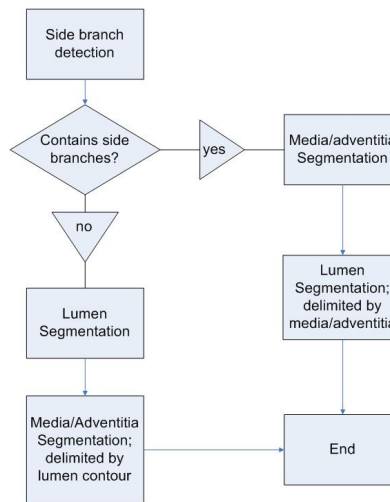 Side branch
detection
Contains side
branches?
yes
Media/adventitia
Segmentation
no
Lumen
Segmentation;
delimited by
media/adventitia
Lumen
Segmentation
Media/Adventitia
Segmentation;
delimited by
lumen contour
End